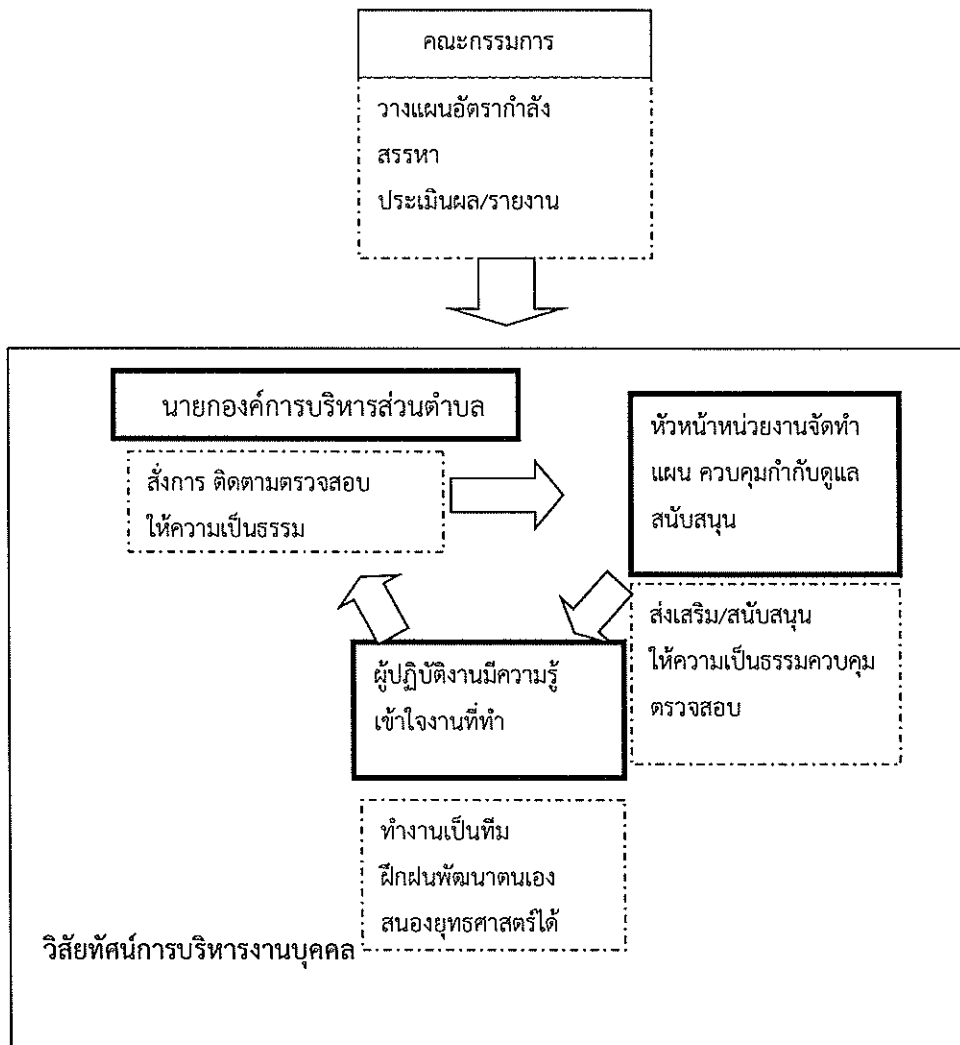 คณะกรรมการ
วางแผนอัตรากำลัง
สรรหา
ประเมินผล/รายงาน
นายกองค์การบริหารส่วนตำบล
สั่งการ ติดตามตรวจสอบ
ให้ความเป็นธรรม
หัวหน้าหน่วยงานจัดทำ
แผน ควบคุมกำกับดูแล
สนับสนุน
ส่งเสริม/สนับสนุน
ให้ความเป็นธรรมควบคุม
ตรวจสอบ
ผู้ปฏิบัติงานมีความรู้
เข้าใจงานที่ทำ
ทำงานเป็นทีม
ฝึกฝนพัฒนาตนเอง
สนองยุทธศาสตร์ได้
วิสัยทัศน์การบริหารงานบุคคล